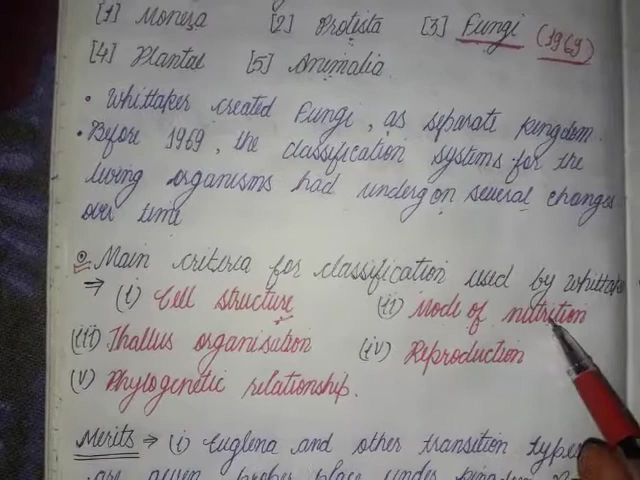 [1] Monera [2] Protista [3] Fungi (1969)
[4] Plantae [5] Animalia
• Whittaker created Fungi, as separate kingdom.
• Before 1969, the classification systems for the
living organisms had undergon several changes
over time
Main criteria for classification used by Whittake
⇒ (i) Cell structure (ii) Mode of nutrition
(iii) Thallus organisation (iv) Reproduction
(v) Phylogenetic relationship.
Merits → (i) Euglena and other transition types
are given proper place under kingdom